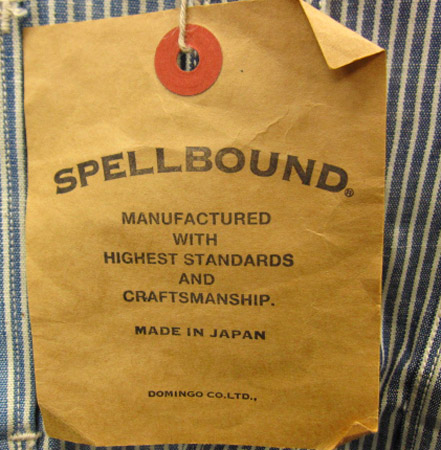 SPELLBOUND®
MANUFACTURED
WITH
HIGHEST STANDARDS
AND
CRAFTSMANSHIP.
MADE IN JAPAN
DOMINGO CO.LTD.,